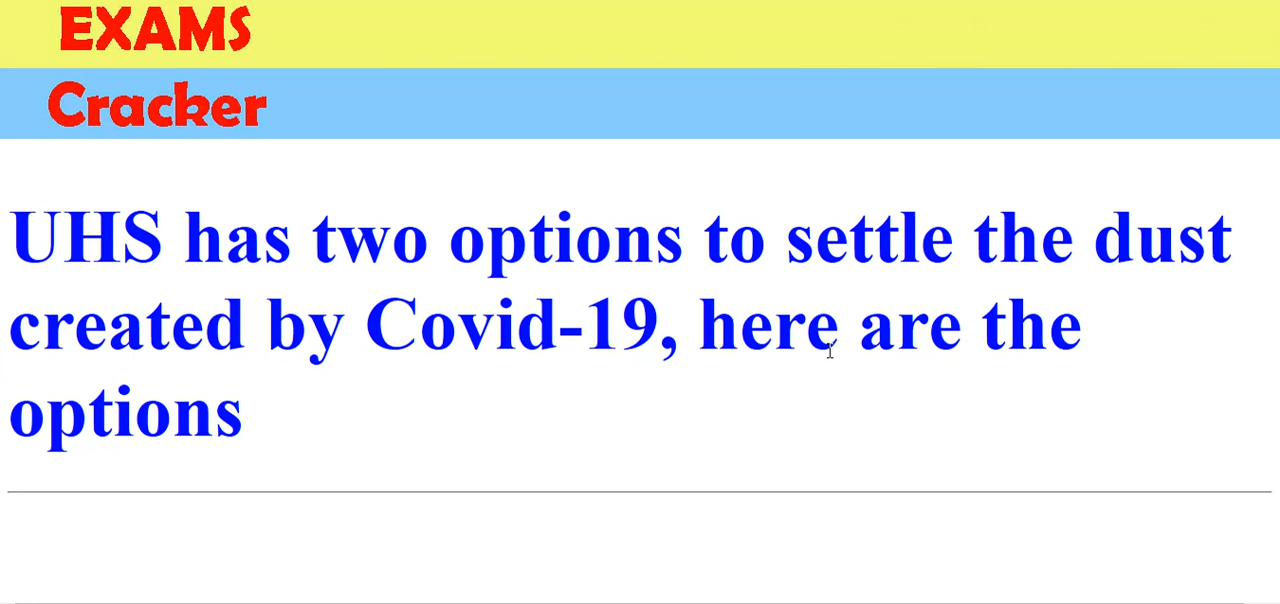 EXAMS
Cracker
UHS has two options to settle the dust
created by Covid-19, here are the
options